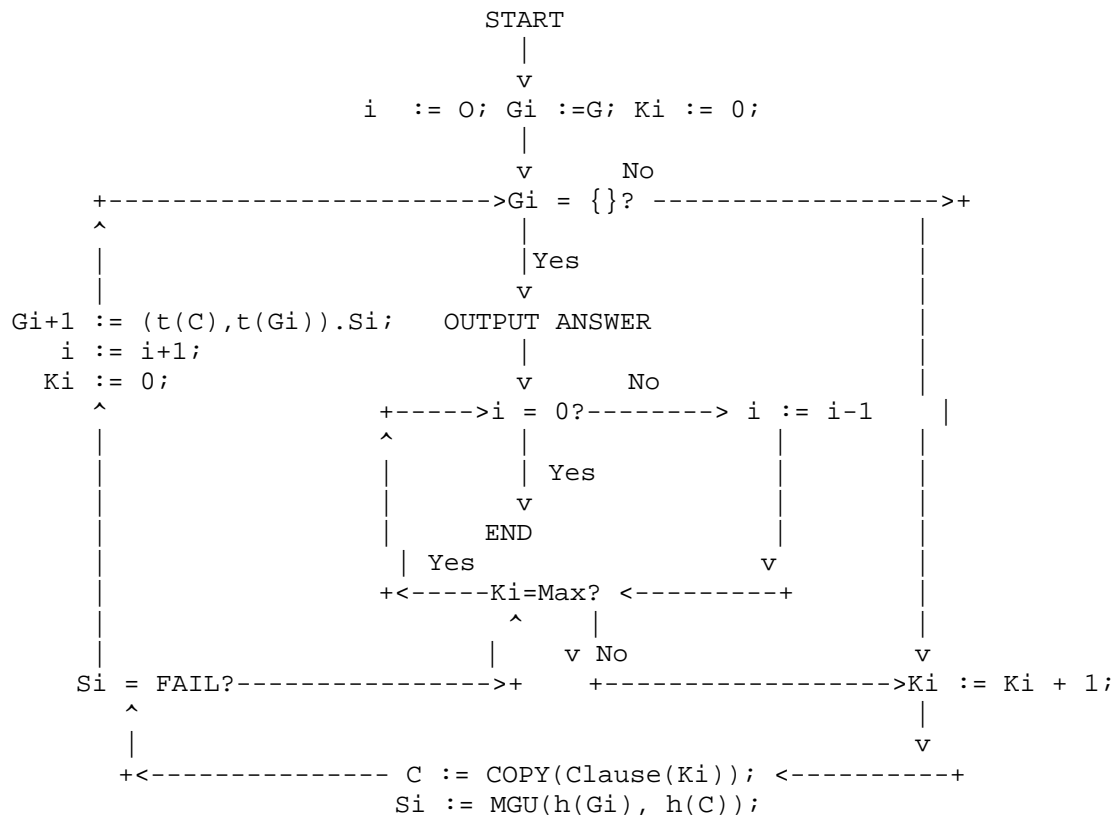 START
i := O; Gi :=G; Ki := 0;
No
Gi = {}?
Yes
Gi+1 := (t(C),t(Gi)).Si; OUTPUT ANSWER
i := i+1;
Ki := 0; No
i = 0? i := i-1
Yes
END
Yes
Ki=Max?
No
Si = FAIL? Ki := Ki + 1;
C := COPY(Clause(Ki));
Si := MGU(h(Gi), h(C));